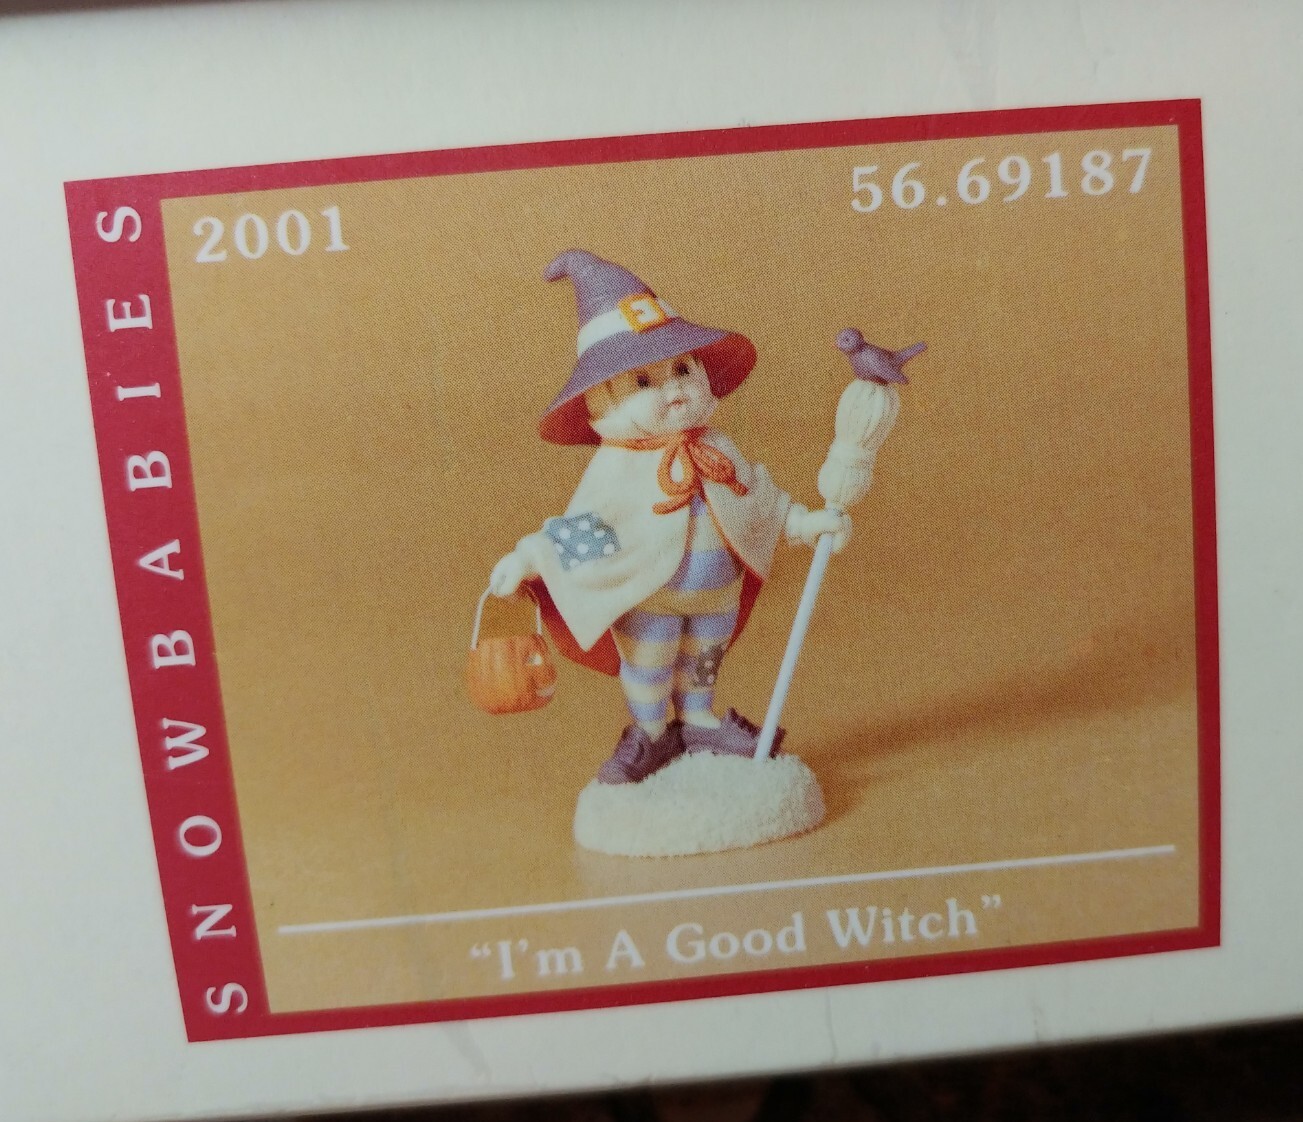 SNOWBABIES
2001
56.69187
“I’m A Good Witch”